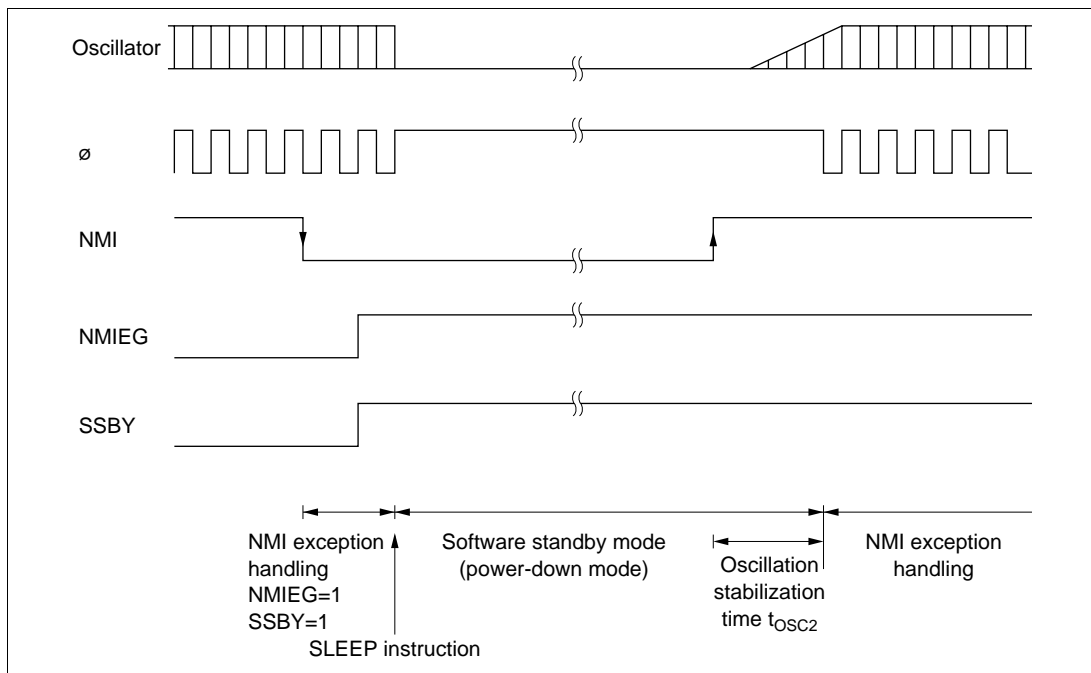 Oscillator
ø
NMI
NMIEG
SSBY
NMI exception
handling
NMIEG=1
SSBY=1
SLEEP instruction
Software standby mode
(power-down mode)
Oscillation
stabilization
time tOSC2
NMI exception
handling